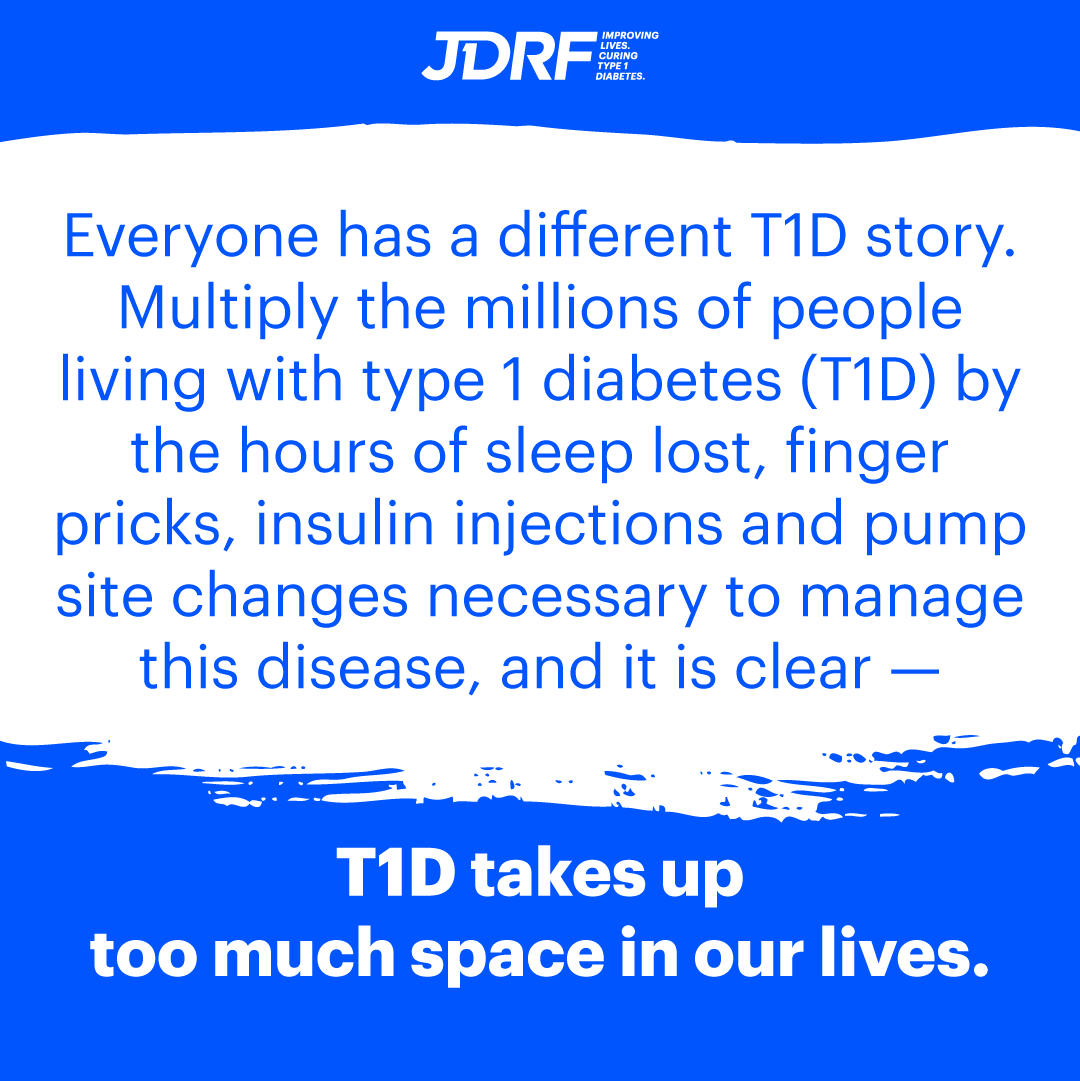 JDRF
IMPROVING
LIVES.
CURING
TYPE 1
DIABETES.
Everyone has a different T1D story.
Multiply the millions of people
living with type 1 diabetes (T1D) by
the hours of sleep lost, finger
pricks, insulin injections and pump
site changes necessary to manage
this disease, and it is clear —
T1D takes up
too much space in our lives.